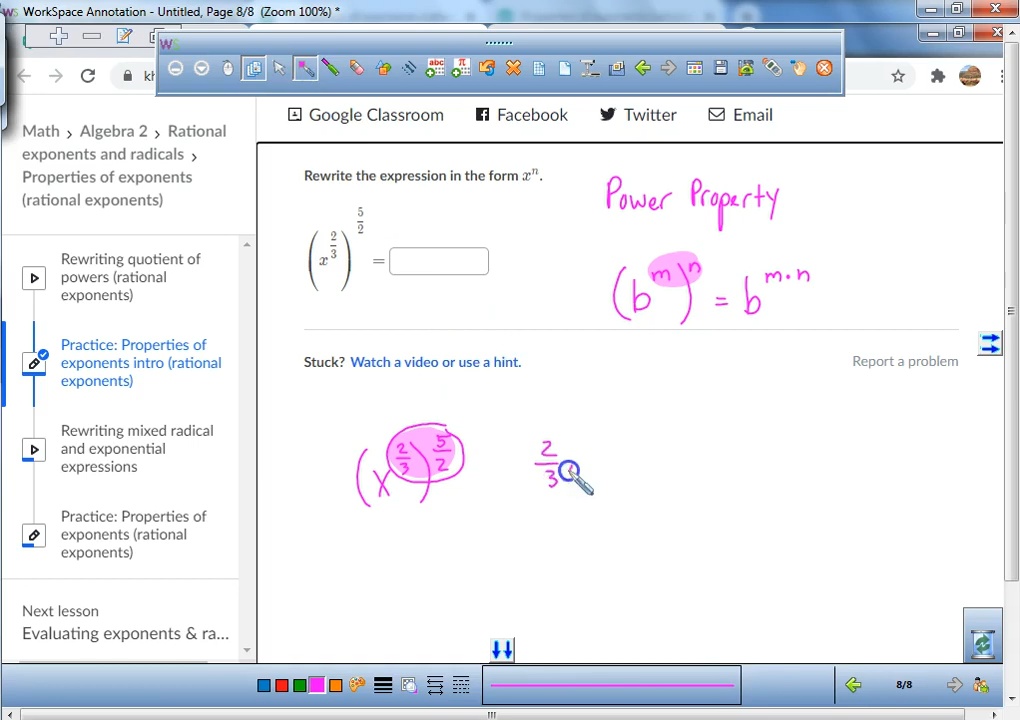 WorkSpace Annotation - Untitled, Page 8/8 (Zoom 100%) *
WS
abc
π
Google Classroom
Facebook
Twitter
Email
Math > Algebra 2 > Rational
exponents and radicals >
Properties of exponents
(rational exponents)
Rewriting quotient of
powers (rational
exponents)
Practice: Properties of
exponents intro (rational
exponents)
Rewriting mixed radical
and exponential
expressions
Practice: Properties of
exponents (rational
exponents)
Next lesson
Evaluating exponents & ra...
Rewrite the expression in the form xⁿ.
(x^(2/3))^(5/2) =
Power Property
(b^m)^n = b^(m·n)
Stuck? Watch a video or use a hint.
Report a problem
(x^(2/3))^(5/2)
2/3
8/8